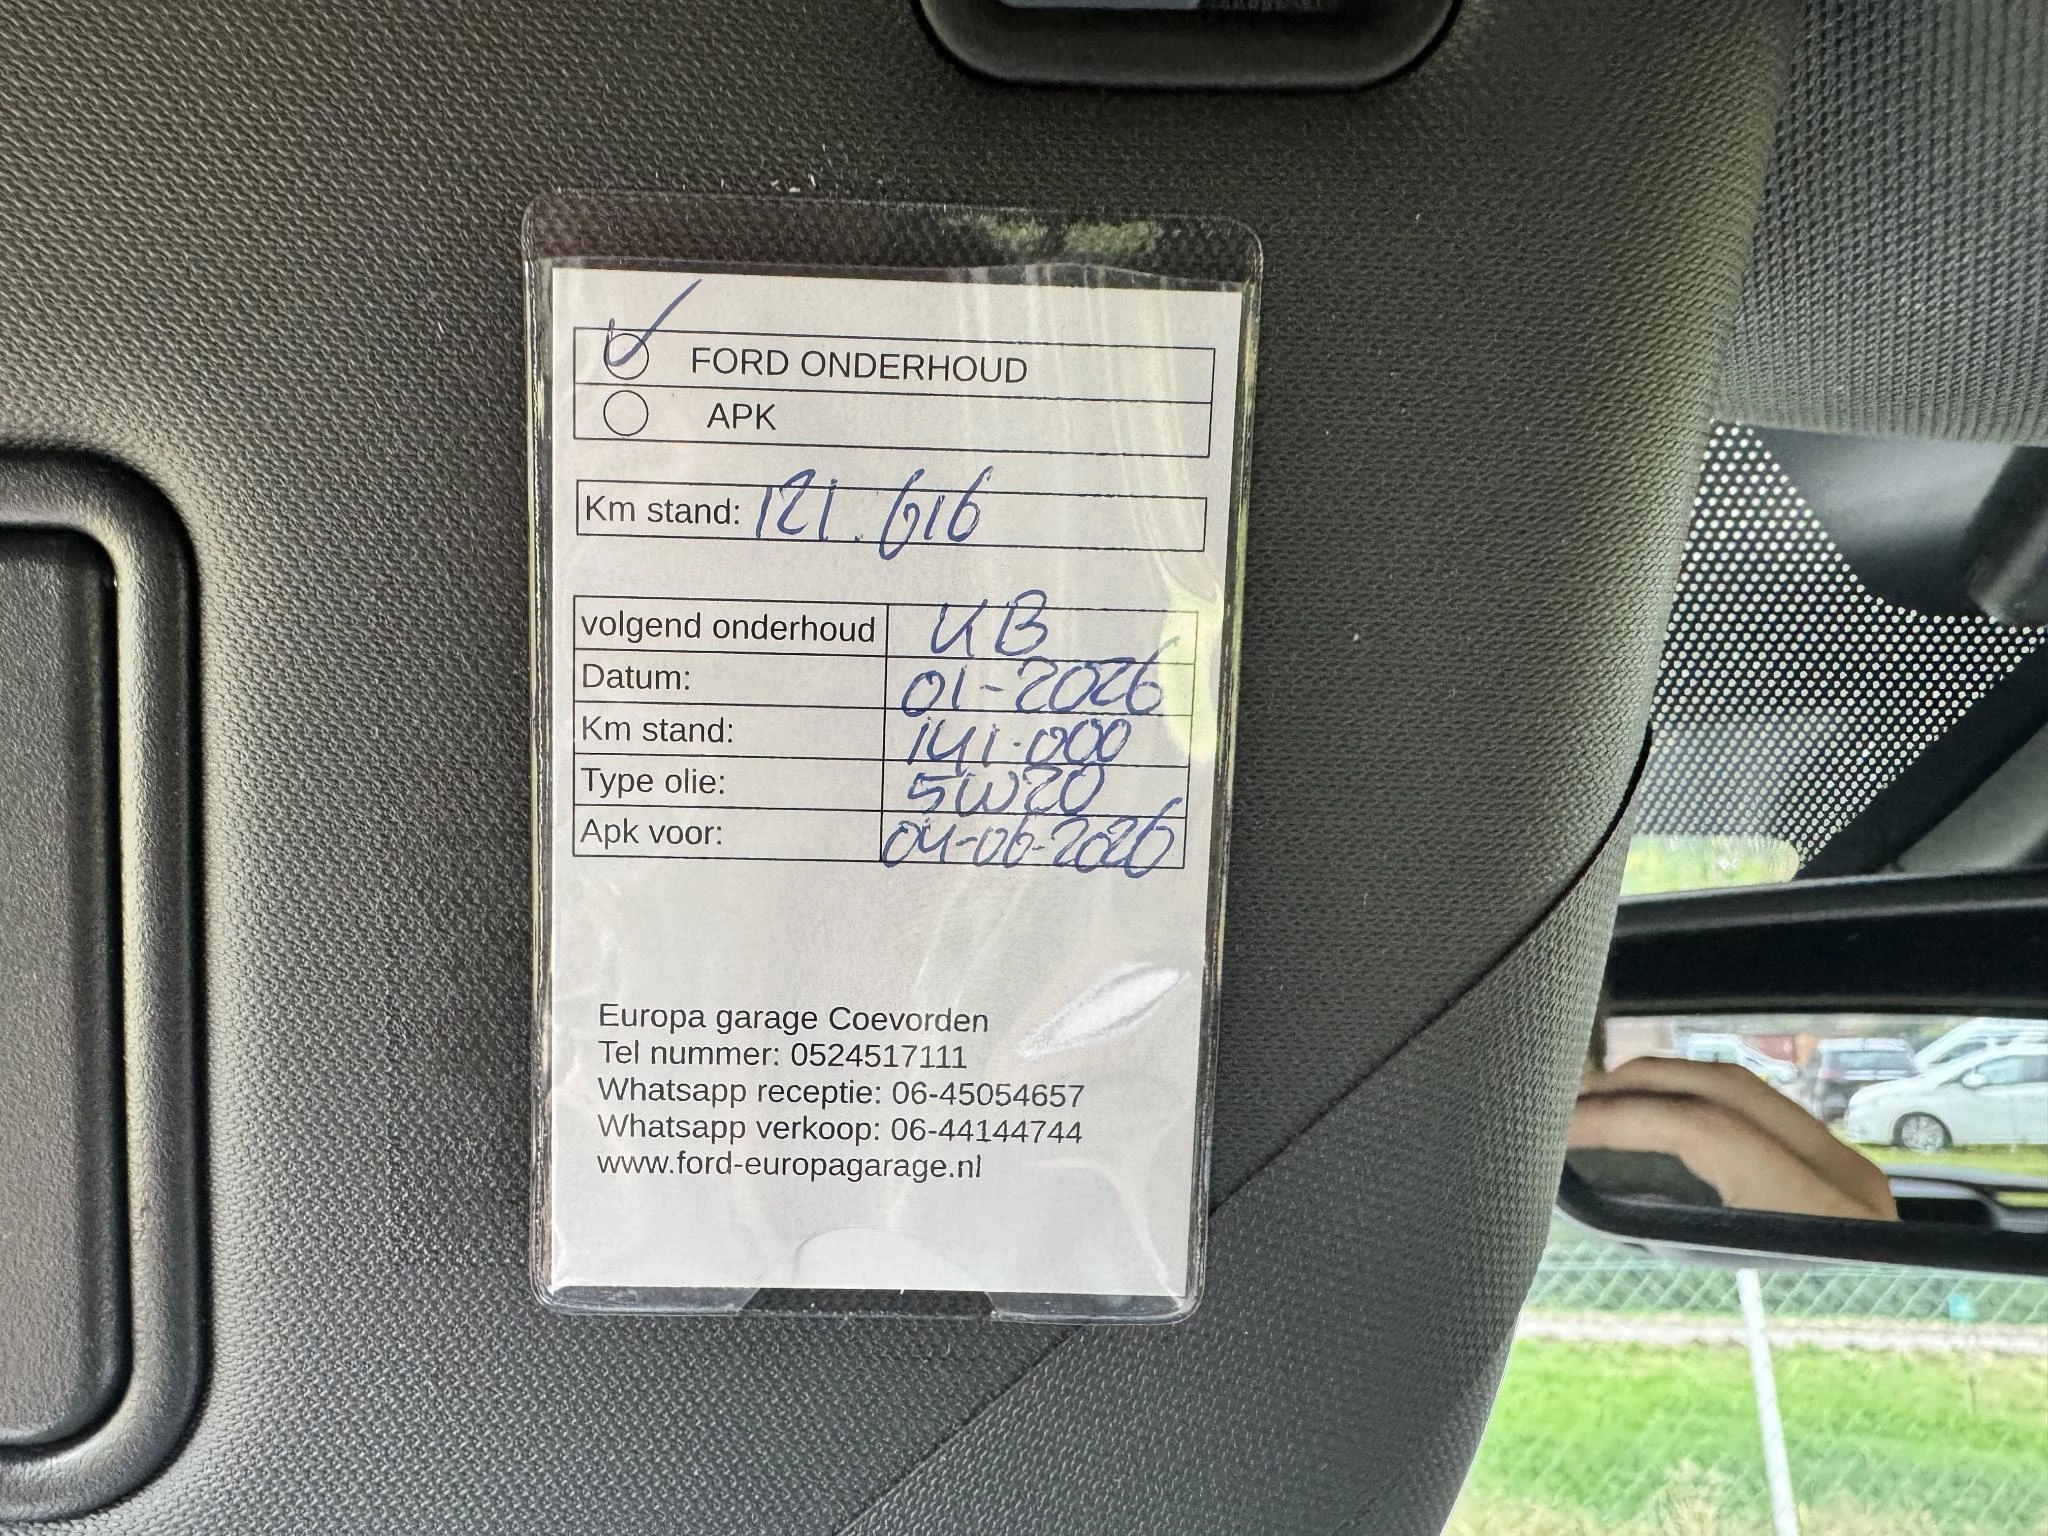 FORD ONDERHOUD
APK
Km stand: 121.616
volgend onderhoud KB
Datum: 01-2026
Km stand: 141.000
Type olie: 5W20
Apk voor: 04-06-2026
Europa garage Coevorden
Tel nummer: 0524517111
Whatsapp receptie: 06-45054657
Whatsapp verkoop: 06-44144744
www.ford-europagarage.nl